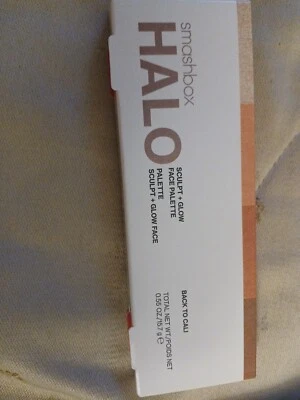 smashbox
HALO
SCULPT + GLOW
FACE PALETTE
PALETTE
SCULPT + GLOW FACE
BACK TO CALI
TOTAL NET WT./POIDS NET
0.55 OZ./15.7 g ℮